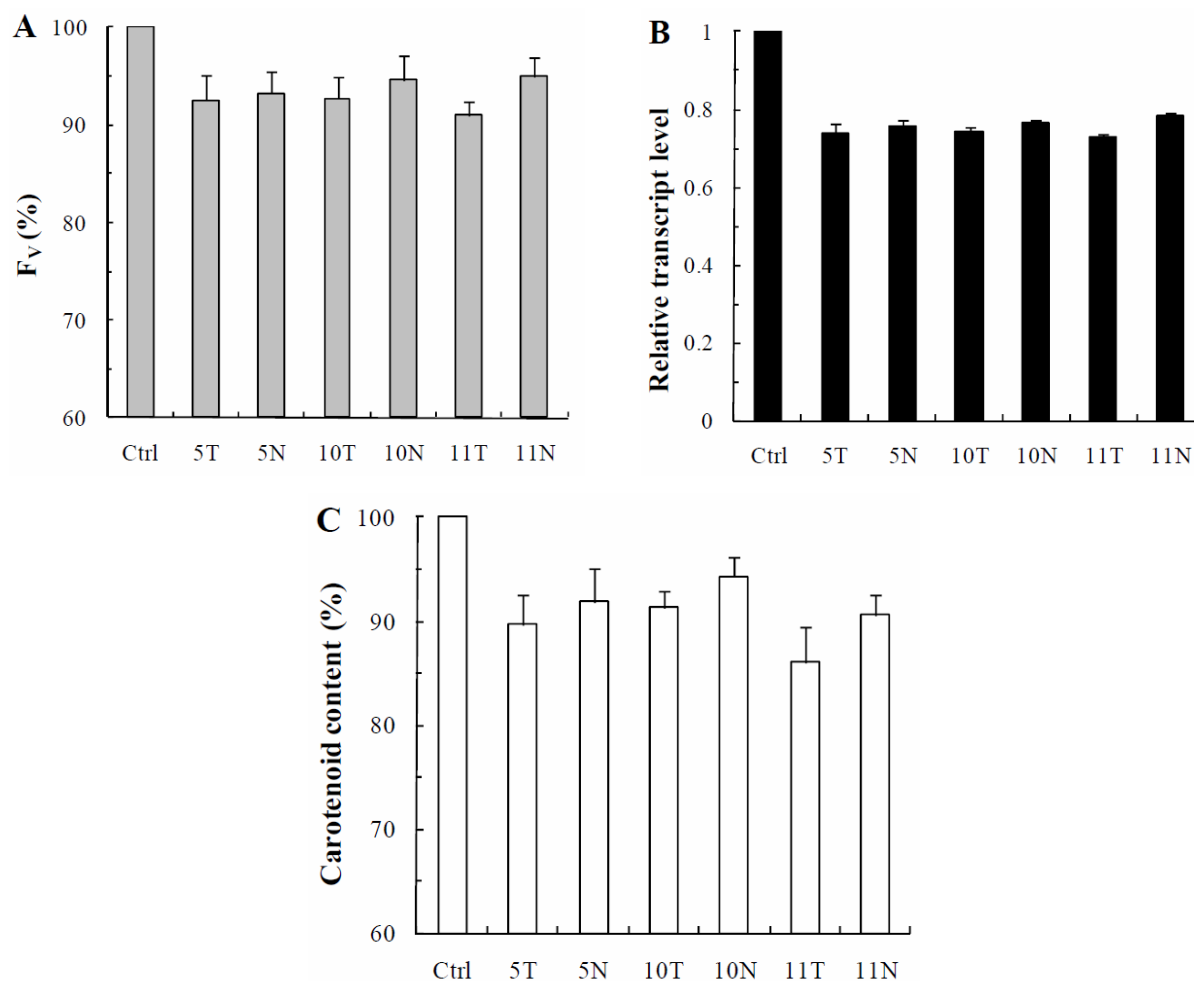 A
F_V (%)
100
90
80
70
60
Ctrl 5T 5N 10T 10N 11T 11N
B
Relative transcript level
1
0.8
0.6
0.4
0.2
0
Ctrl 5T 5N 10T 10N 11T 11N
C
Carotenoid content (%)
100
90
80
70
60
Ctrl 5T 5N 10T 10N 11T 11N